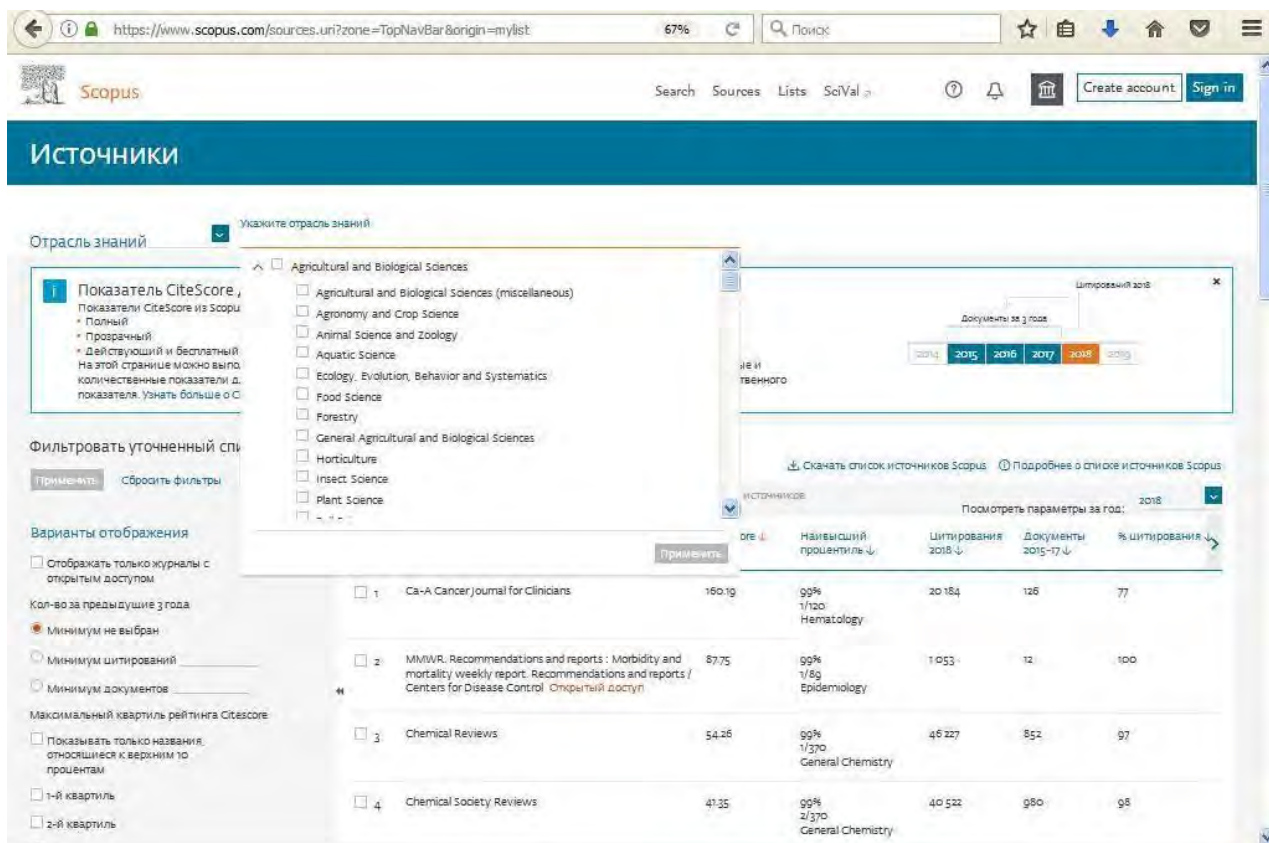 https://www.scopus.com/sources.uri?zone=TopNavBar&origin=mylist
67%
Поиск
Scopus
Search Sources Lists SciVal
Create account
Sign in
Источники
Отрасль знаний
Укажите отрасль знаний
Agricultural and Biological Sciences
Agricultural and Biological Sciences (miscellaneous)
Agronomy and Crop Science
Animal Science and Zoology
Aquatic Science
Ecology, Evolution, Behavior and Systematics
Food Science
Forestry
General Agricultural and Biological Sciences
Horticulture
Insect Science
Plant Science
Применить
Показатель CiteScore
Показатели CiteScore из Scopu
• Полный
• Прозрачный
• Действующий и бесплатный
На этой странице можно выпо
количественные показатели д
показателя. Узнать больше о C
ые и
твенного
Цитирований 2018
Документы за 3 года
2014 2015 2016 2017 2018 2019
Фильтровать уточненный спи
Применить
Сбросить фильтры
Скачать список источников Scopus
Подробнее о списке источников Scopus
источников
Посмотреть параметры за год:
2018
Варианты отображения
Отображать только журналы с
открытым доступом
Кол-во за предыдущие 3 года
Минимум не выбран
Минимум цитирований
Минимум документов
Максимальный квартиль рейтинга Citescore
Показывать только названия,
относящиеся к верхним 10
процентам
1-й квартиль
2-й квартиль
ore ↓
Наивысший
процентиль ↓
Цитирования
2018 ↓
Документы
2015-17 ↓
% цитирования ↓
1 Ca-A Cancer Journal for Clinicians 160.19 99% 20 184 126 77
1/120
Hematology
2 MMWR. Recommendations and reports : Morbidity and 87.75 99% 1 053 12 100
mortality weekly report. Recommendations and reports / 1/89
Centers for Disease Control Открытый доступ Epidemiology
3 Chemical Reviews 54.26 99% 46 227 852 97
1/370
General Chemistry
4 Chemical Society Reviews 41.35 99% 40 522 980 98
2/370
General Chemistry